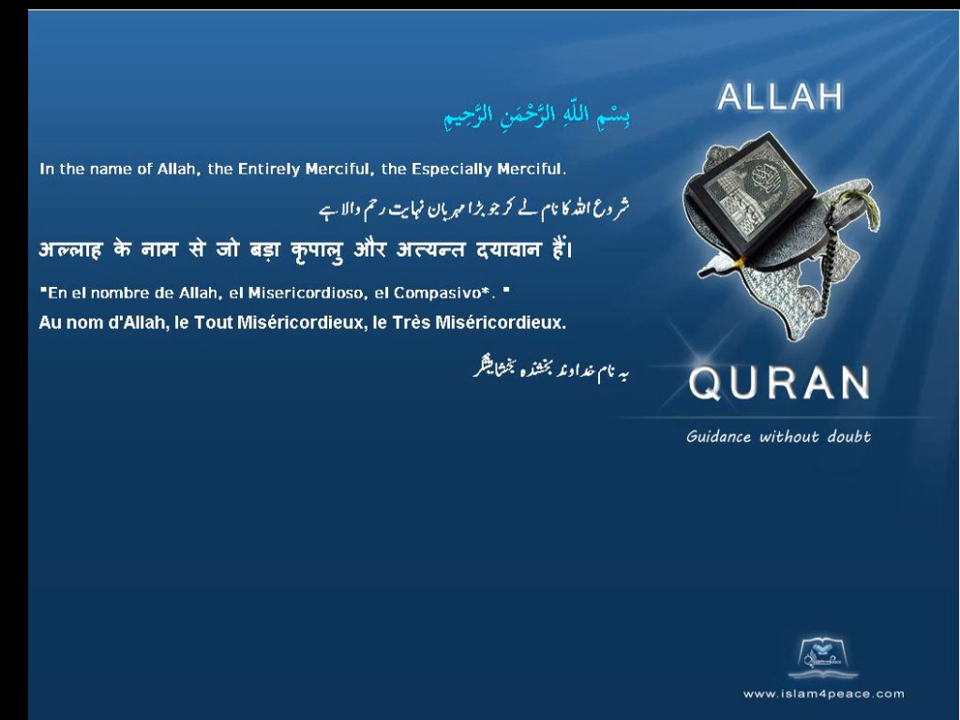 بِسْمِ اللّهِ الرَّحْمَنِ الرَّحِيمِ
In the name of Allah, the Entirely Merciful, the Especially Merciful.
شروع اللہ کا نام لے کر جو بڑا مہربان نہایت رحم والا ہے
अल्लाह के नाम से जो बड़ा कृपालु और अत्यन्त दयावान हैं।
"En el nombre de Allah, el Misericordioso, el Compasivo*. "
Au nom d'Allah, le Tout Miséricordieux, le Très Miséricordieux.
به نام خداوند بخشنده بخشایشگر
ALLAH
QURAN
Guidance without doubt
www.islam4peace.com